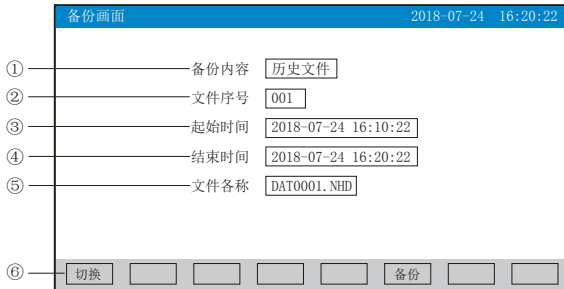 备份画面 2018-07-24 16:20:22
① 备份内容 历史文件
② 文件序号 001
③ 起始时间 2018-07-24 16:10:22
④ 结束时间 2018-07-24 16:20:22
⑤ 文件各称 DAT0001.NHD
⑥ 切换 备份